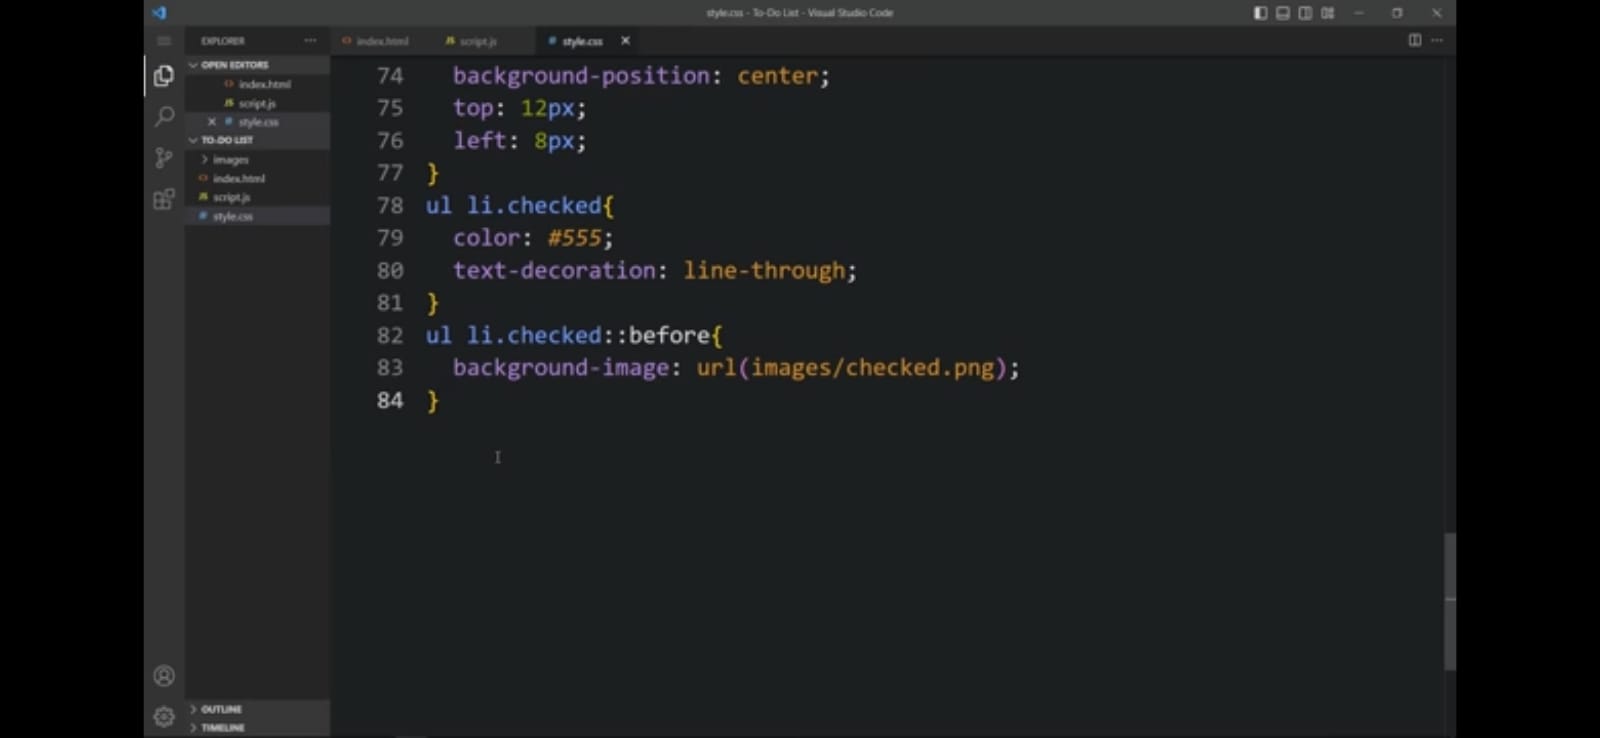 style.css - To-Do List - Visual Studio Code
EXPLORER
index.html
script.js
style.css
OPEN EDITORS
index.html
script.js
style.css
TO-DO LIST
images
index.html
script.js
style.css
74 background-position: center;
75 top: 12px;
76 left: 8px;
77 }
78 ul li.checked{
79 color: #555;
80 text-decoration: line-through;
81 }
82 ul li.checked::before{
83 background-image: url(images/checked.png);
84 }
OUTLINE
TIMELINE